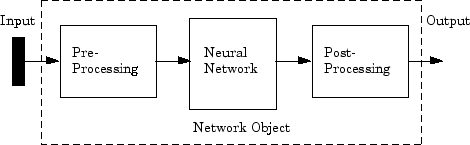 Input
Output
Pre-
Processing
Neural
Network
Post-
Processing
Network Object